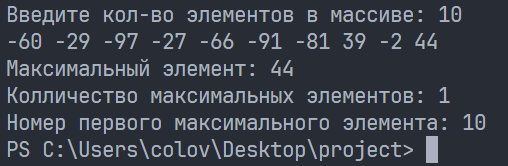 Введите кол-во элементов в массиве: 10
-60 -29 -97 -27 -66 -91 -81 39 -2 44
Максимальный элемент: 44
Колличество максимальных элементов: 1
Номер первого максимального элемента: 10
PS C:\Users\colov\Desktop\project>